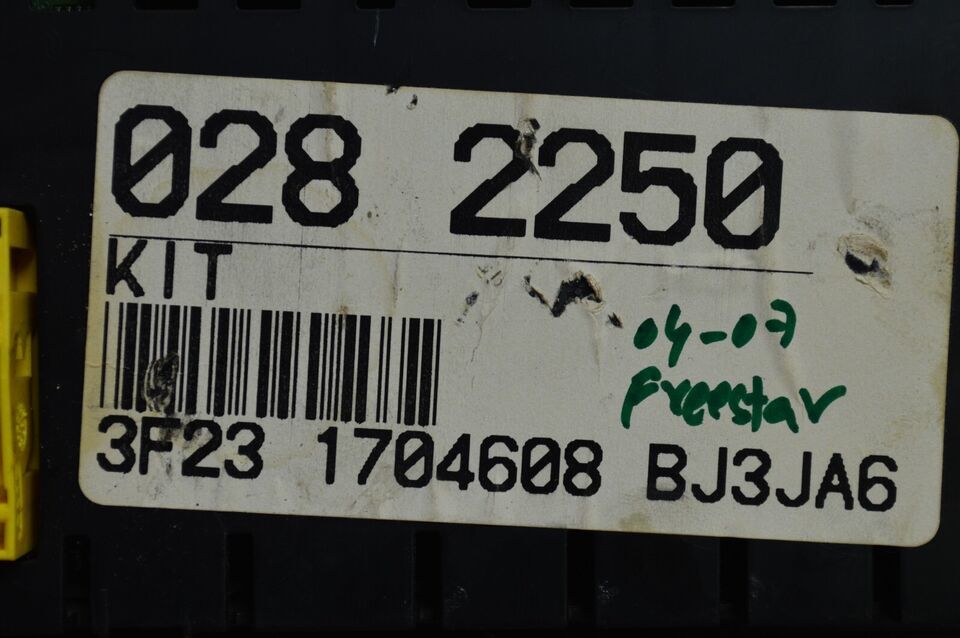 028 2250
KIT
04-07
Freestar
3F23 1704608 BJ3JA6